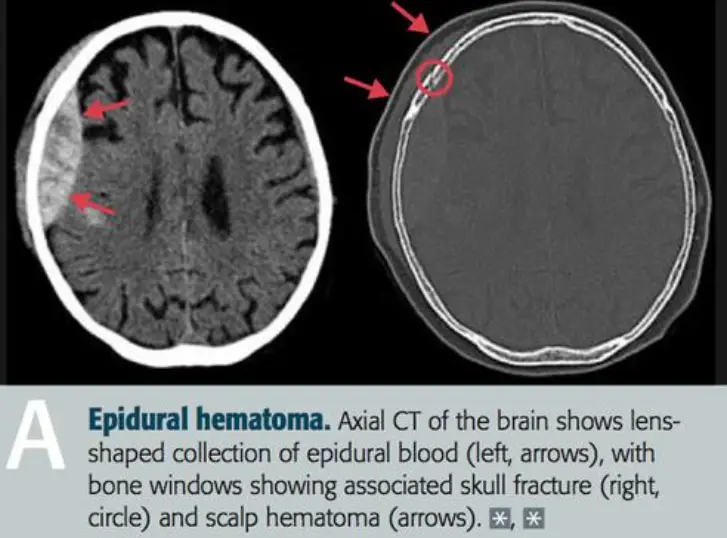 A
Epidural hematoma. Axial CT of the brain shows lens-
shaped collection of epidural blood (left, arrows), with
bone windows showing associated skull fracture (right,
circle) and scalp hematoma (arrows). *, *